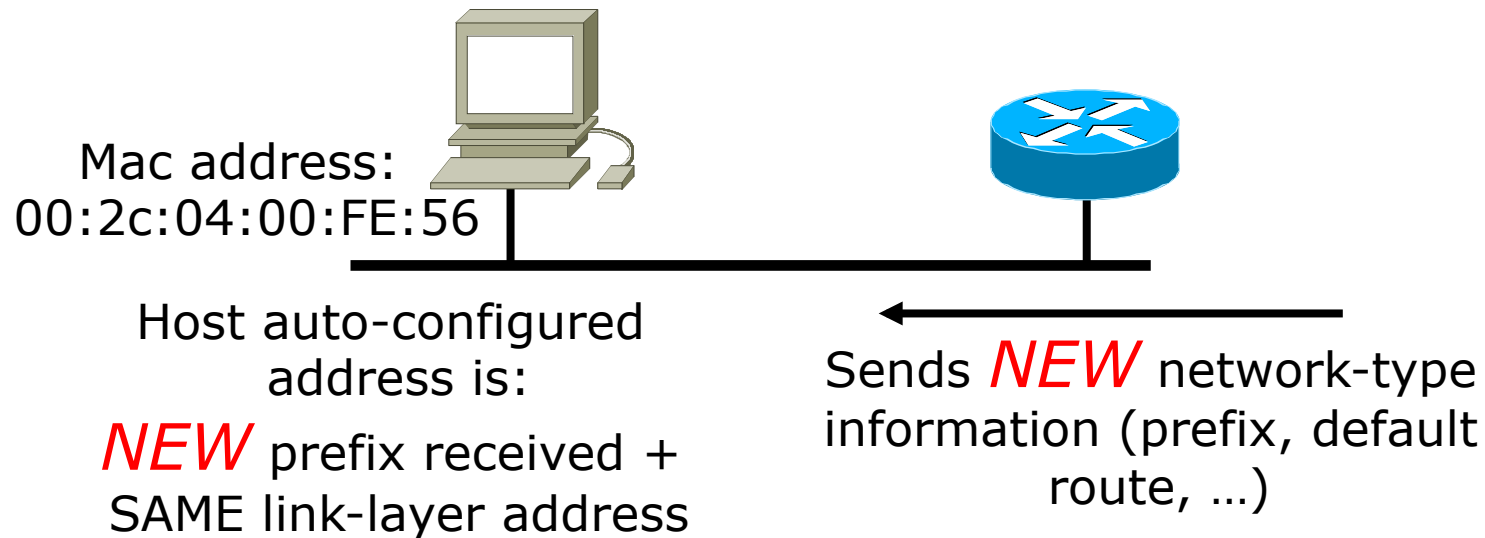 Mac address:
00:2c:04:00:FE:56
Host auto-configured
address is:
NEW prefix received +
SAME link-layer address
Sends NEW network-type
information (prefix, default
route, …)